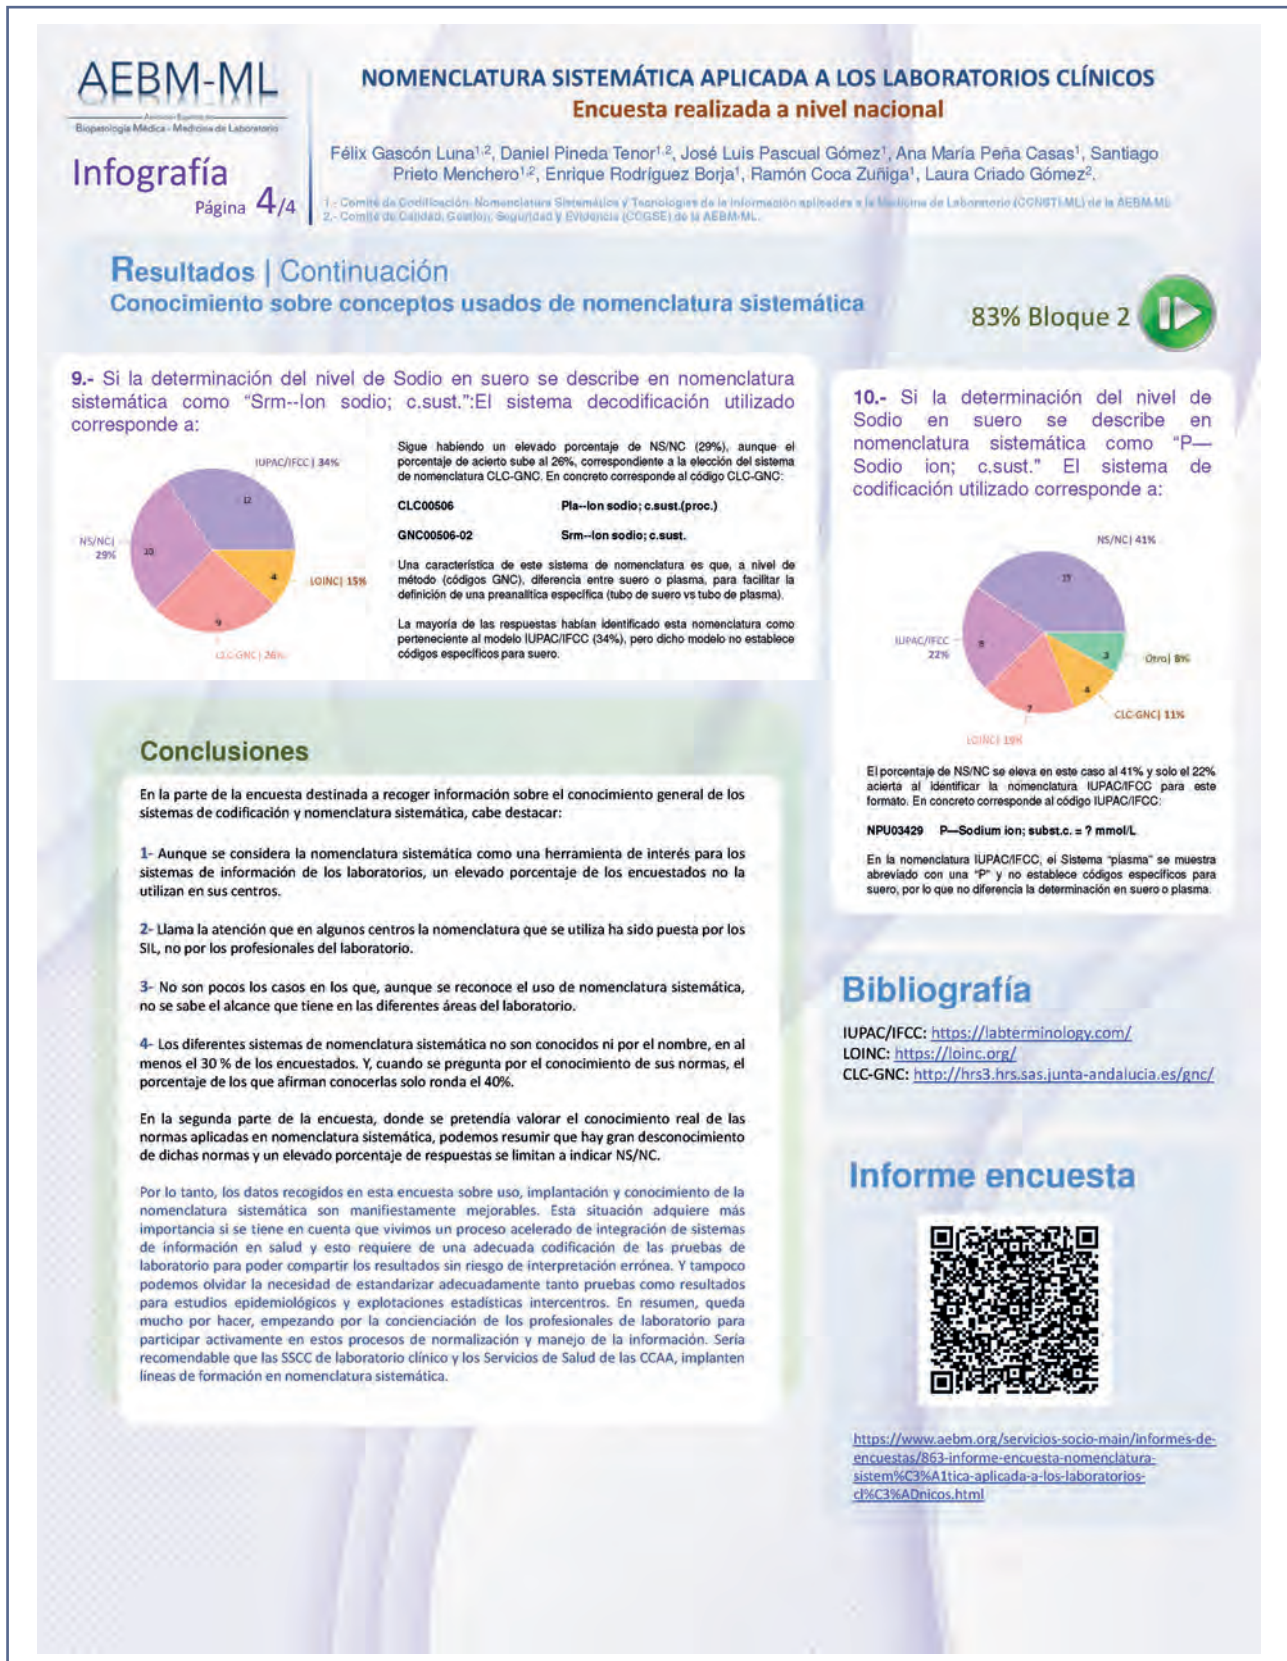 AEBM-ML
Biopatología Médica - Medicina de Laboratorio
Infografía
Página 4/4
NOMENCLATURA SISTEMÁTICA APLICADA A LOS LABORATORIOS CLÍNICOS
Encuesta realizada a nivel nacional
Félix Gascón Luna1,2, Daniel Pineda Tenor1,2, José Luis Pascual Gómez1, Ana María Peña Casas1, Santiago
Prieto Menchero1,2, Enrique Rodríguez Borja1, Ramón Coca Zuñiga1, Laura Criado Gómez2.
1.- Comité de Codificación, Nomenclatura Sistemática y Tecnologías de la Información aplicadas a la Medicina de Laboratorio (CCNSTI-ML) de la AEBM-ML
2.- Comité de Calidad, Gestión, Seguridad y Evidencia (CCGSE) de la AEBM-ML.
Resultados | Continuación
Conocimiento sobre conceptos usados de nomenclatura sistemática
83% Bloque 2
9.- Si la determinación del nivel de Sodio en suero se describe en nomenclatura
sistemática como “Srm--Ion sodio; c.sust.”:El sistema decodificación utilizado
corresponde a:
IUPAC/IFCC | 34%
12
NS/NC|
29%
10
4
LOINC| 15%
9
CLC-GNC| 26%
Sigue habiendo un elevado porcentaje de NS/NC (29%), aunque el
porcentaje de acierto sube al 26%, correspondiente a la elección del sistema
de nomenclatura CLC-GNC. En concreto corresponde al código CLC-GNC:
CLC00506 Pla--Ion sodio; c.sust.(proc.)
GNC00506-02 Srm--Ion sodio; c.sust.
Una característica de este sistema de nomenclatura es que, a nivel de
método (códigos GNC), diferencia entre suero o plasma, para facilitar la
definición de una preanalítica específica (tubo de suero vs tubo de plasma).
La mayoría de las respuestas habían identificado esta nomenclatura como
perteneciente al modelo IUPAC/IFCC (34%), pero dicho modelo no establece
códigos específicos para suero.
10.- Si la determinación del nivel de
Sodio en suero se describe en
nomenclatura sistemática como “P—
Sodio ion; c.sust.” El sistema de
codificación utilizado corresponde a:
NS/NC| 41%
15
IUPAC/IFCC
22%
8
3
Otro| 8%
4
CLC-GNC| 11%
7
LOINC| 19%
El porcentaje de NS/NC se eleva en este caso al 41% y solo el 22%
acierta al identificar la nomenclatura IUPAC/IFCC para este
formato. En concreto corresponde al código IUPAC/IFCC:
NPU03429 P—Sodium ion; subst.c. = ? mmol/L
En la nomenclatura IUPAC/IFCC, el Sistema “plasma” se muestra
abreviado con una “P” y no establece códigos específicos para
suero, por lo que no diferencia la determinación en suero o plasma.
Conclusiones
En la parte de la encuesta destinada a recoger información sobre el conocimiento general de los
sistemas de codificación y nomenclatura sistemática, cabe destacar:
1- Aunque se considera la nomenclatura sistemática como una herramienta de interés para los
sistemas de información de los laboratorios, un elevado porcentaje de los encuestados no la
utilizan en sus centros.
2- Llama la atención que en algunos centros la nomenclatura que se utiliza ha sido puesta por los
SIL, no por los profesionales del laboratorio.
3- No son pocos los casos en los que, aunque se reconoce el uso de nomenclatura sistemática,
no se sabe el alcance que tiene en las diferentes áreas del laboratorio.
4- Los diferentes sistemas de nomenclatura sistemática no son conocidos ni por el nombre, en al
menos el 30 % de los encuestados. Y, cuando se pregunta por el conocimiento de sus normas, el
porcentaje de los que afirman conocerlas solo ronda el 40%.
En la segunda parte de la encuesta, donde se pretendía valorar el conocimiento real de las
normas aplicadas en nomenclatura sistemática, podemos resumir que hay gran desconocimiento
de dichas normas y un elevado porcentaje de respuestas se limitan a indicar NS/NC.
Por lo tanto, los datos recogidos en esta encuesta sobre uso, implantación y conocimiento de la
nomenclatura sistemática son manifiestamente mejorables. Esta situación adquiere más
importancia si se tiene en cuenta que vivimos un proceso acelerado de integración de sistemas
de información en salud y esto requiere de una adecuada codificación de las pruebas de
laboratorio para poder compartir los resultados sin riesgo de interpretación errónea. Y tampoco
podemos olvidar la necesidad de estandarizar adecuadamente tanto pruebas como resultados
para estudios epidemiológicos y explotaciones estadísticas intercentros. En resumen, queda
mucho por hacer, empezando por la concienciación de los profesionales de laboratorio para
participar activamente en estos procesos de normalización y manejo de la información. Sería
recomendable que las SSCC de laboratorio clínico y los Servicios de Salud de las CCAA, implanten
líneas de formación en nomenclatura sistemática.
Bibliografía
IUPAC/IFCC: https://labterminology.com/
LOINC: https://loinc.org/
CLC-GNC: http://hrs3.hrs.sas.junta-andalucia.es/gnc/
Informe encuesta
https://www.aebm.org/servicios-socio-main/informes-de-
encuestas/863-informe-encuesta-nomenclatura-
sistem%C3%A1tica-aplicada-a-los-laboratorios-
cl%C3%ADnicos.html